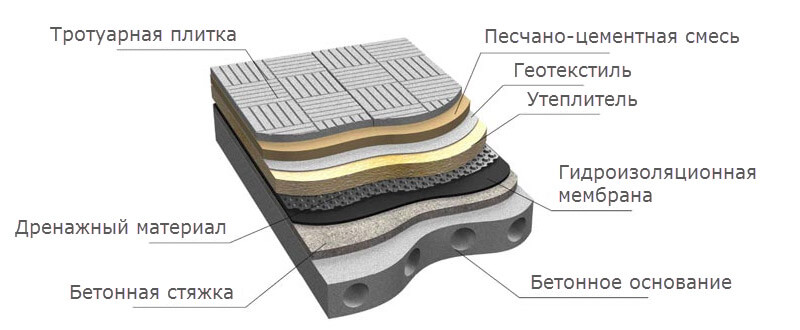 Тротуарная плитка
Песчано-цементная смесь
Геотекстиль
Утеплитель
Гидроизоляционная
мембрана
Дренажный материал
Бетонная стяжка
Бетонное основание